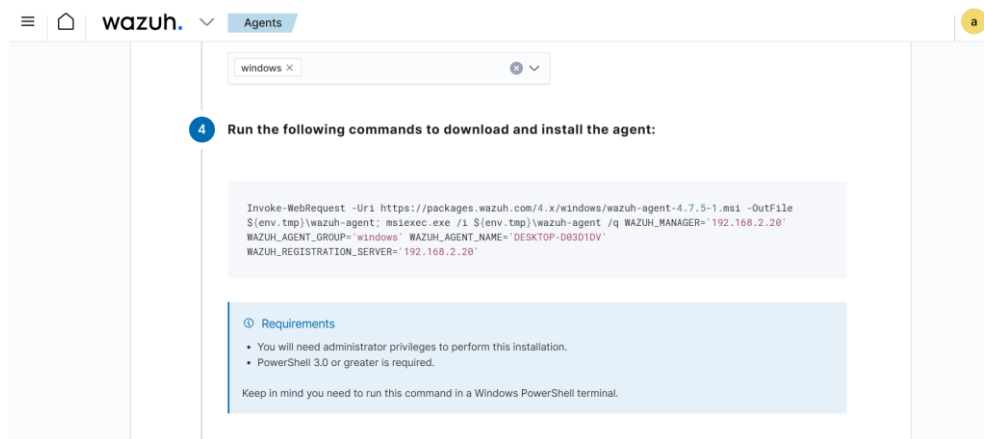 wazuh. Agents a
windows ×
4 Run the following commands to download and install the agent:
Invoke-WebRequest -Uri https://packages.wazuh.com/4.x/windows/wazuh-agent-4.7.5-1.msi -OutFile
${env.tmp}\wazuh-agent; msiexec.exe /i ${env.tmp}\wazuh-agent /q WAZUH_MANAGER='192.168.2.20'
WAZUH_AGENT_GROUP='windows' WAZUH_AGENT_NAME='DESKTOP-D03D1DV'
WAZUH_REGISTRATION_SERVER='192.168.2.20'
Requirements
• You will need administrator privileges to perform this installation.
• PowerShell 3.0 or greater is required.
Keep in mind you need to run this command in a Windows PowerShell terminal.